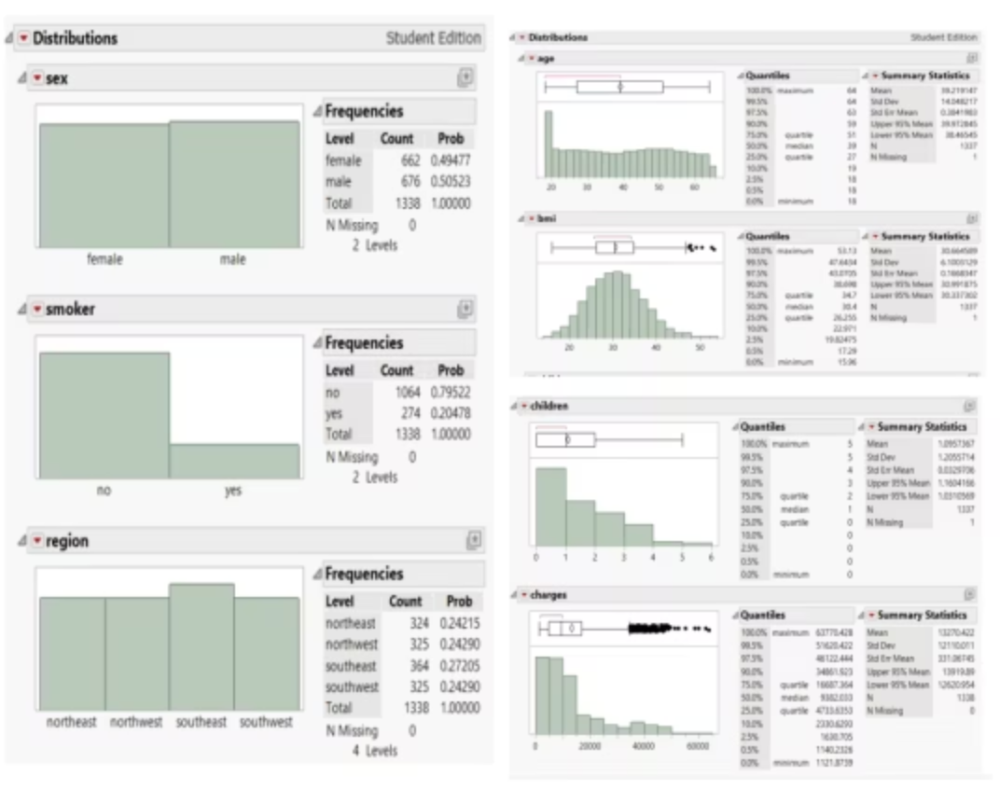 Distributions Student Edition
sex
Frequencies
Level Count Prob
female 662 0.49477
male 676 0.50523
Total 1338 1.00000
N Missing 0
2 Levels
female male
smoker
Frequencies
Level Count Prob
no 1064 0.79522
yes 274 0.20478
Total 1338 1.00000
N Missing 0
2 Levels
no yes
region
Frequencies
Level Count Prob
northeast 324 0.24215
northwest 325 0.24290
southeast 364 0.27205
southwest 325 0.24290
Total 1338 1.00000
N Missing 0
4 Levels
northeast northwest southeast southwest
Distributions Student Edition
age
Quantiles Summary Statistics
100.0% maximum 64 Mean 39.219147
99.5% 64 Std Dev 14.048217
97.5% 63 Std Err Mean 0.3841983
90.0% 59 Upper 95% Mean 39.972845
75.0% quartile 51 Lower 95% Mean 38.46545
50.0% median 39 N 1337
25.0% quartile 27 N Missing 1
10.0% 19
2.5% 18
0.5% 18
0.0% minimum 18
20 30 40 50 60
bmi
Quantiles Summary Statistics
100.0% maximum 53.13 Mean 30.664589
99.5% 47.6434 Std Dev
97.5% 43.0705 Std Err Mean 0.1668347
90.0% Upper 95% Mean 30.991875
75.0% quartile 34.7 Lower 95% Mean 30.337302
50.0% median 30.4 N 1337
25.0% quartile 26.255 N Missing 1
10.0% 22.971
2.5% 19.82475
0.5% 17.29
0.0% minimum 15.96
20 30 40 50
children
Quantiles Summary Statistics
100.0% maximum 5 Mean 1.0957367
99.5% 5 Std Dev 1.2055714
97.5% 4 Std Err Mean 0.0329706
90.0% 3 Upper 95% Mean 1.1604166
75.0% quartile 2 Lower 95% Mean 1.0310569
50.0% median 1 N 1337
25.0% quartile 0 N Missing 1
10.0% 0
2.5% 0
0.5% 0
0.0% minimum 0
0 1 2 3 4 5 6
charges
Quantiles Summary Statistics
100.0% maximum 63770.428 Mean 13270.422
99.5% 51620.422 Std Dev 12110.011
97.5% 46122.444 Std Err Mean 331.06745
90.0% 34861.923 Upper 95% Mean 13919.89
75.0% quartile 16687.364 Lower 95% Mean 12620.954
50.0% median 9382.033 N 1338
25.0% quartile 4733.6353 N Missing 0
10.0% 2330.6293
2.5% 1630.705
0.5% 1140.2326
0.0% minimum 1121.8739
0 20000 40000 60000